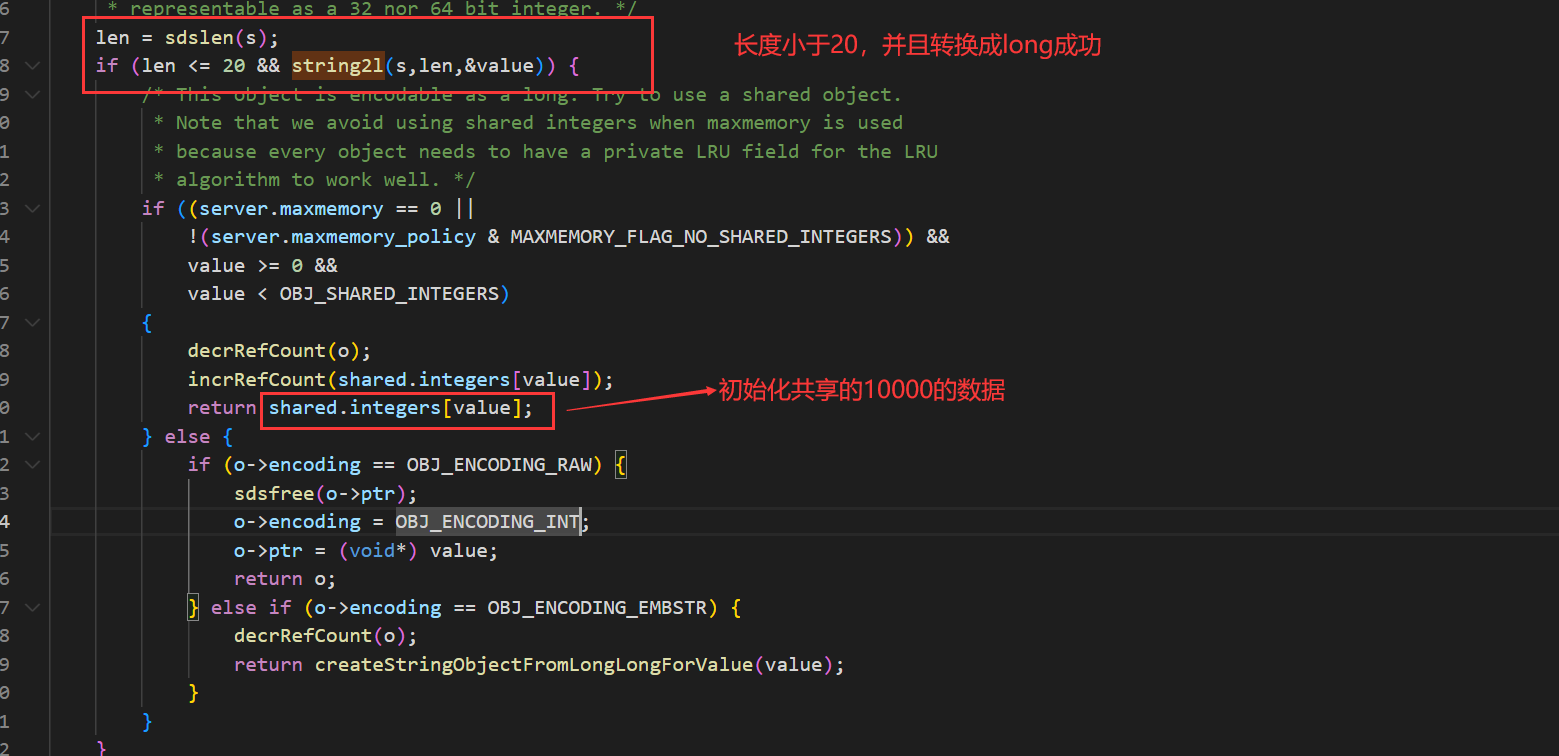 6 * representable as a 32 nor 64 bit integer. */
7 len = sdslen(s);
长度小于20，并且转换成long成功
8 if (len <= 20 && string2l(s,len,&value)) {
9 /* This object is encodable as a long. Try to use a shared object.
0 * Note that we avoid using shared integers when maxmemory is used
1 * because every object needs to have a private LRU field for the LRU
2 * algorithm to work well. */
3 if ((server.maxmemory == 0 ||
4 !(server.maxmemory_policy & MAXMEMORY_FLAG_NO_SHARED_INTEGERS)) &&
5 value >= 0 &&
6 value < OBJ_SHARED_INTEGERS)
7 {
8 decrRefCount(o);
9 incrRefCount(shared.integers[value]);
初始化共享的10000的数据
0 return shared.integers[value];
1 } else {
2 if (o->encoding == OBJ_ENCODING_RAW) {
3 sdsfree(o->ptr);
4 o->encoding = OBJ_ENCODING_INT;
5 o->ptr = (void*) value;
6 return o;
7 } else if (o->encoding == OBJ_ENCODING_EMBSTR) {
8 decrRefCount(o);
9 return createStringObjectFromLongLongForValue(value);
0 }
1 }
2 }